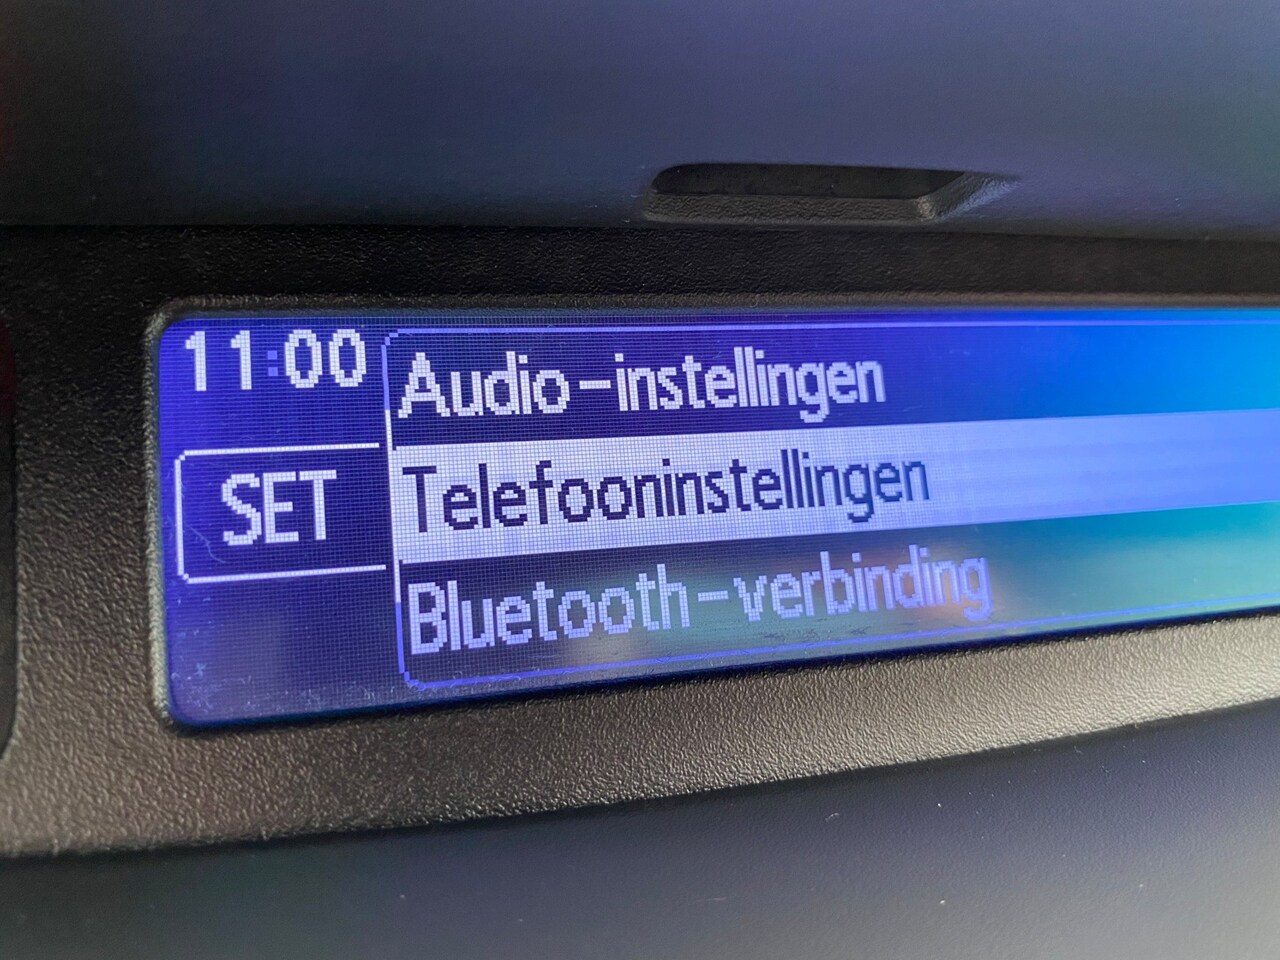 11:00
Audio-instellingen
SET
Telefooninstellingen
Bluetooth-verbinding